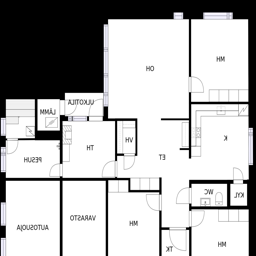 MH
OH
ULKOTILA
LÄMM.
K
TH
VH
ET
PESUH
WC
KYL
AUTOSUOJA
VARASTO
MH
MH
TK